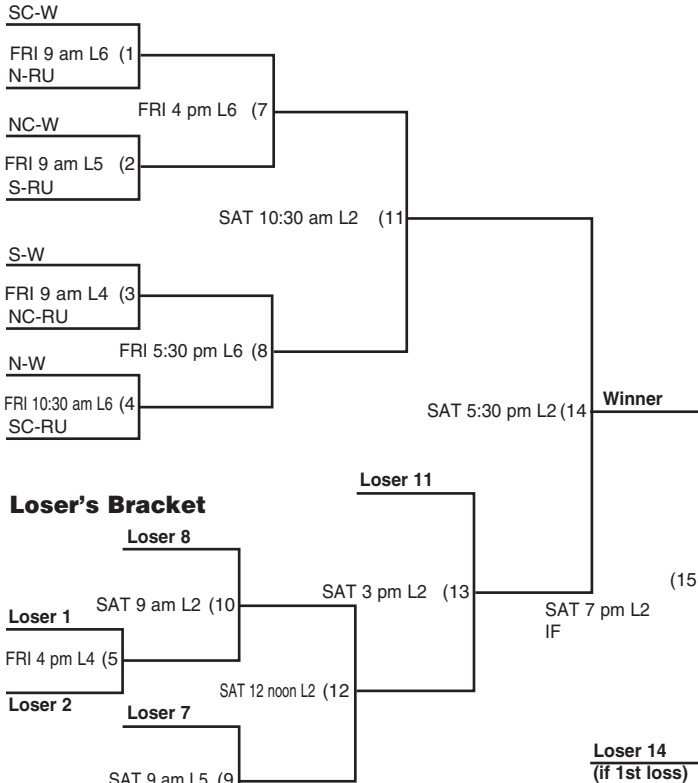 SC-W
FRI 9 am L6 (1
N-RU
FRI 4 pm L6 (7
NC-W
FRI 9 am L5 (2
S-RU
SAT 10:30 am L2 (11
S-W
FRI 9 am L4 (3
NC-RU
FRI 5:30 pm L6 (8
N-W
FRI 10:30 am L6 (4
SC-RU
SAT 5:30 pm L2 (14
Winner
Loser's Bracket
Loser 11
Loser 8
SAT 9 am L2 (10
SAT 3 pm L2 (13
(15
SAT 7 pm L2
IF
Loser 1
FRI 4 pm L4 (5
Loser 2
SAT 12 noon L2 (12
Loser 7
SAT 9 am L5 (9
Loser 14
(if 1st loss)